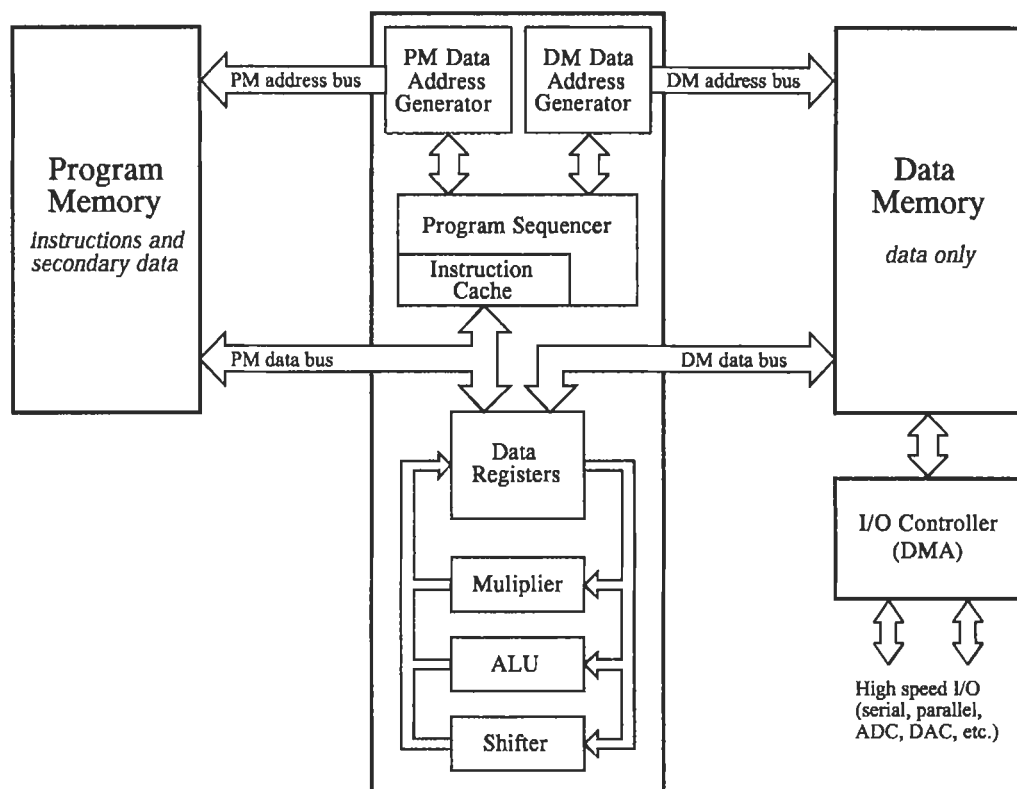 PM address bus
PM Data
Address
Generator
DM Data
Address
Generator
DM address bus
Program
Memory
instructions and
secondary data
Program Sequencer
Instruction
Cache
Data
Memory
data only
PM data bus
DM data bus
Data
Registers
Muliplier
ALU
Shifter
I/O Controller
(DMA)
High speed I/O
(serial, parallel,
ADC, DAC, etc.)